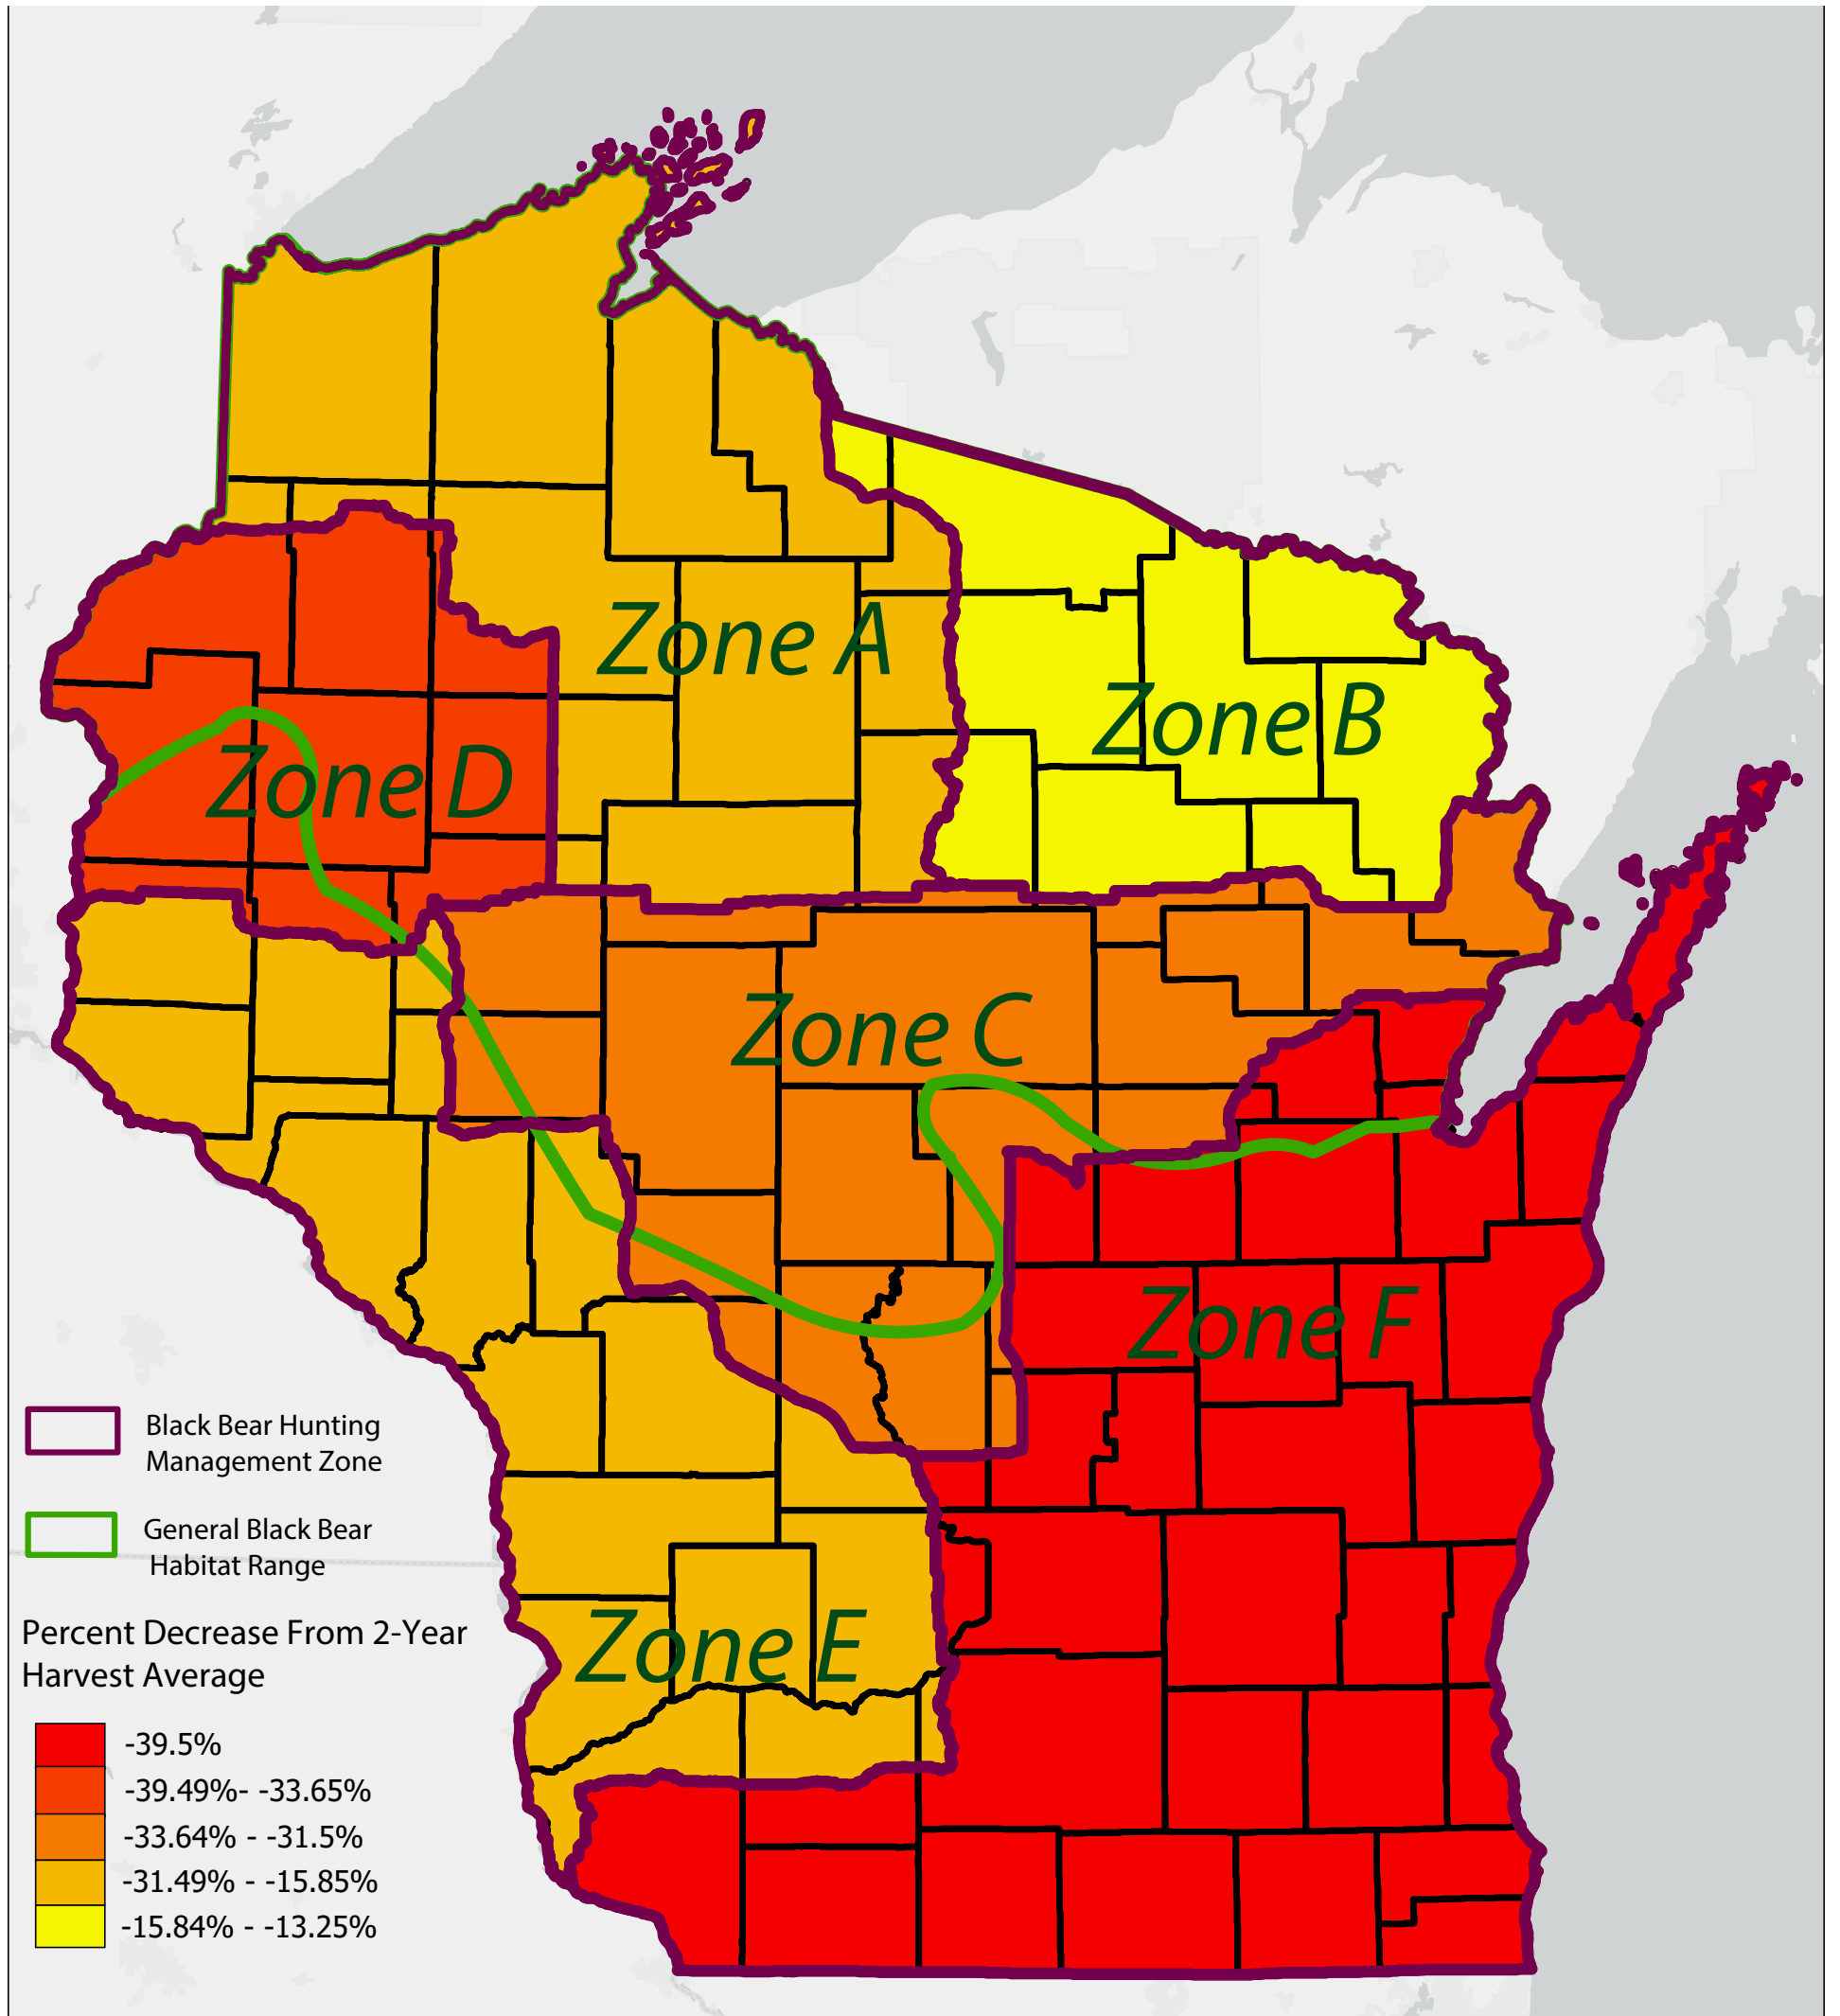 Zone A
Zone B
Zone D
Zone C
Zone F
Zone E
Black Bear Hunting
Management Zone
General Black Bear
Habitat Range
Percent Decrease From 2-Year
Harvest Average
-39.5%
-39.49%- -33.65%
-33.64% - -31.5%
-31.49% - -15.85%
-15.84% - -13.25%